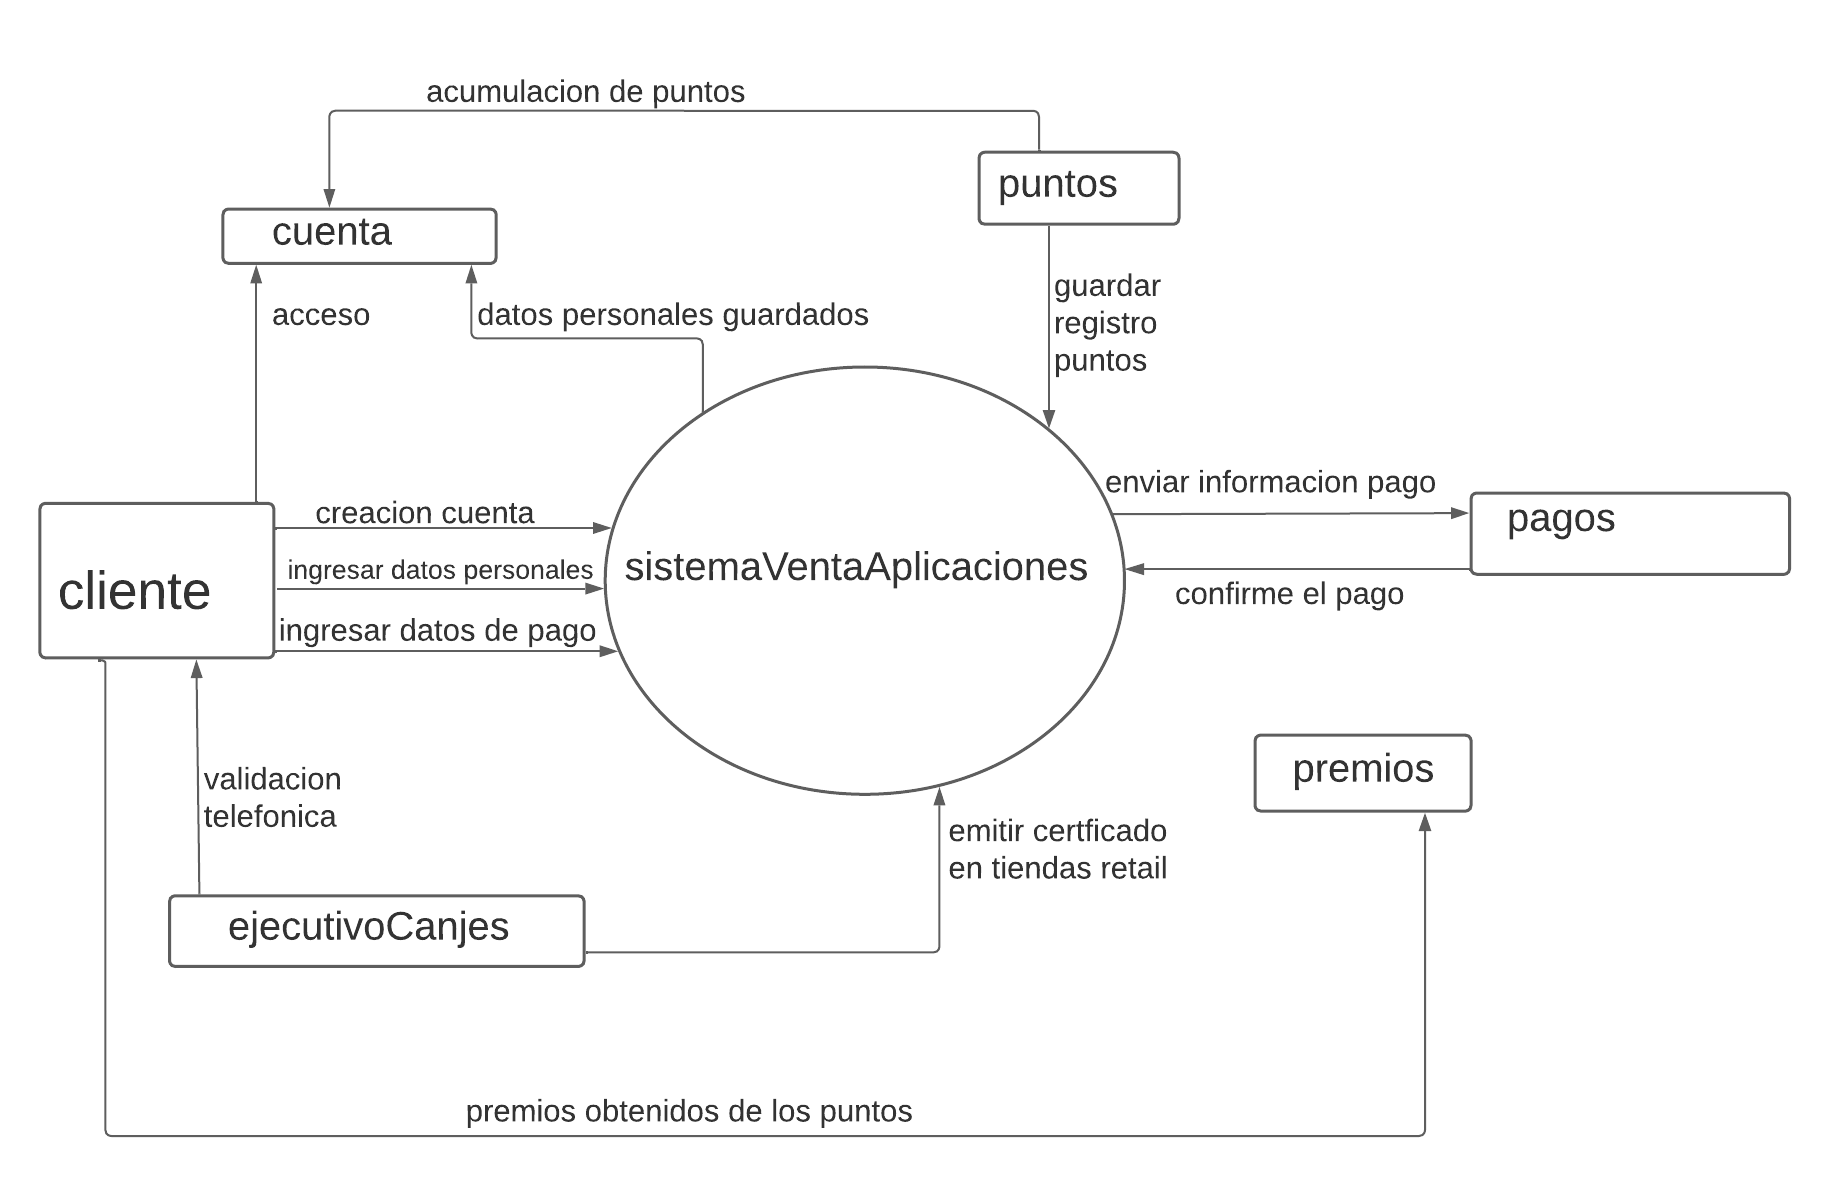 acumulacion de puntos
puntos
cuenta
acceso
datos personales guardados
guardar
registro
puntos
enviar informacion pago
pagos
creacion cuenta
sistemaVentaAplicaciones
ingresar datos personales
cliente
confirme el pago
ingresar datos de pago
premios
validacion
telefonica
emitir certficado
en tiendas retail
ejecutivoCanjes
premios obtenidos de los puntos